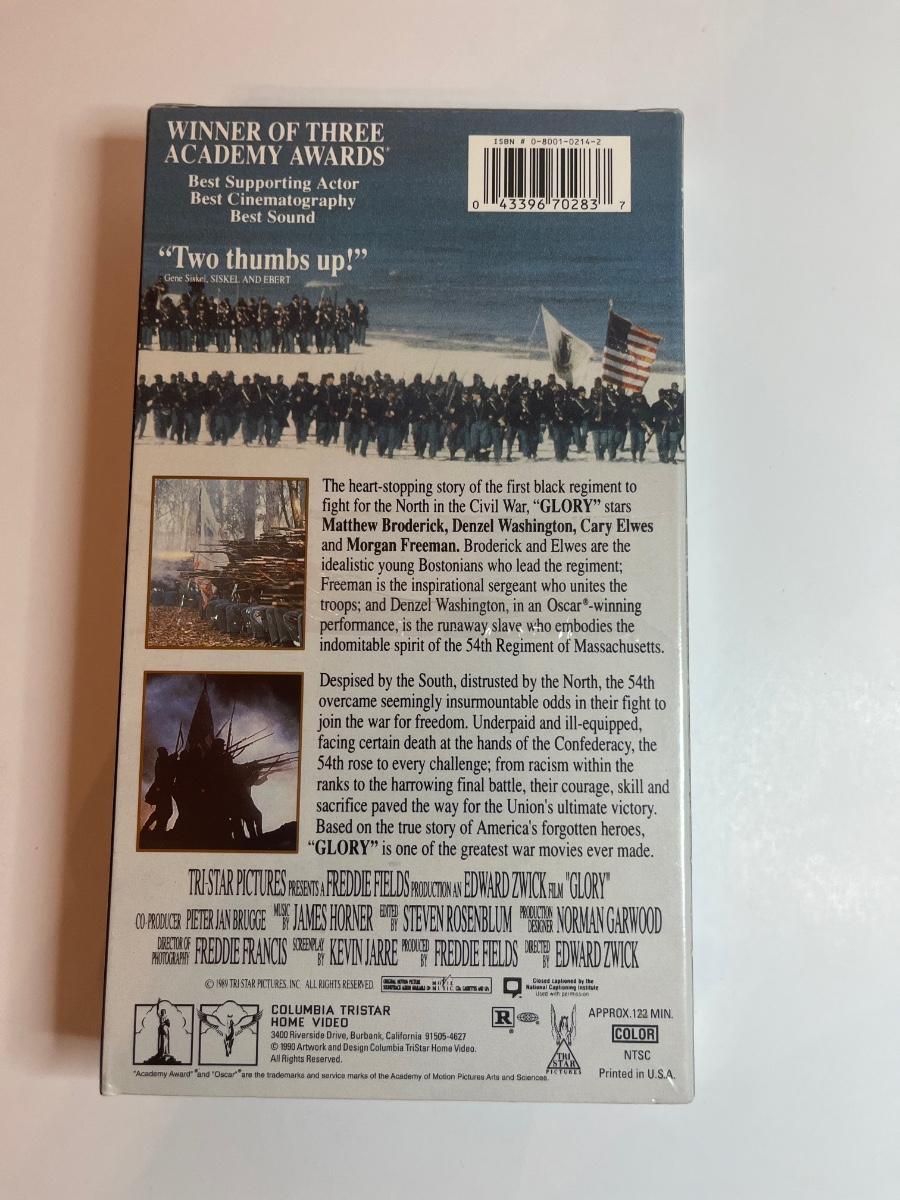 WINNER OF THREE
ACADEMY AWARDS®
Best Supporting Actor
Best Cinematography
Best Sound
ISBN # 0-8001-0214-2
0 43396 70283 7
“Two thumbs up!”
Gene Siskel, SISKEL AND EBERT
The heart-stopping story of the first black regiment to
fight for the North in the Civil War, “GLORY” stars
Matthew Broderick, Denzel Washington, Cary Elwes
and Morgan Freeman. Broderick and Elwes are the
idealistic young Bostonians who lead the regiment;
Freeman is the inspirational sergeant who unites the
troops; and Denzel Washington, in an Oscar®-winning
performance, is the runaway slave who embodies the
indomitable spirit of the 54th Regiment of Massachusetts.
Despised by the South, distrusted by the North, the 54th
overcame seemingly insurmountable odds in their fight to
join the war for freedom. Underpaid and ill-equipped,
facing certain death at the hands of the Confederacy, the
54th rose to every challenge; from racism within the
ranks to the harrowing final battle, their courage, skill and
sacrifice paved the way for the Union's ultimate victory.
Based on the true story of America's forgotten heroes,
“GLORY” is one of the greatest war movies ever made.
TRI-STAR PICTURES PRESENTS A FREDDIE FIELDS PRODUCTION AN EDWARD ZWICK FILM "GLORY"
CO-PRODUCER PIETER JAN BRUGGE MUSIC BY JAMES HORNER EDITED BY STEVEN ROSENBLUM PRODUCTION DESIGNER NORMAN GARWOOD
DIRECTOR OF PHOTOGRAPHY FREDDIE FRANCIS SCREENPLAY BY KEVIN JARRE PRODUCED BY FREDDIE FIELDS DIRECTED BY EDWARD ZWICK
© 1989 TRI-STAR PICTURES, INC. ALL RIGHTS RESERVED.
ORIGINAL MOTION PICTURE
SOUNDTRACK ALBUM AVAILABLE ON
Closed captioned by the
National Captioning Institute
Used with permission
COLUMBIA TRISTAR
HOME VIDEO
3400 Riverside Drive, Burbank, California 91505-4627
© 1990 Artwork and Design Columbia TriStar Home Video.
All Rights Reserved.
R
TRI
STAR
PICTURES
APPROX. 122 MIN.
COLOR
NTSC
Printed in U.S.A.
"Academy Award"® and "Oscar"® are the trademarks and service marks of the Academy of Motion Pictures Arts and Sciences.